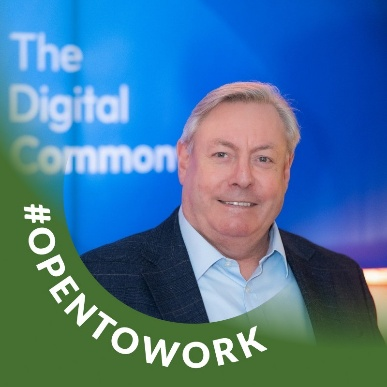 The
Digital
Common
#OPENTOWORK